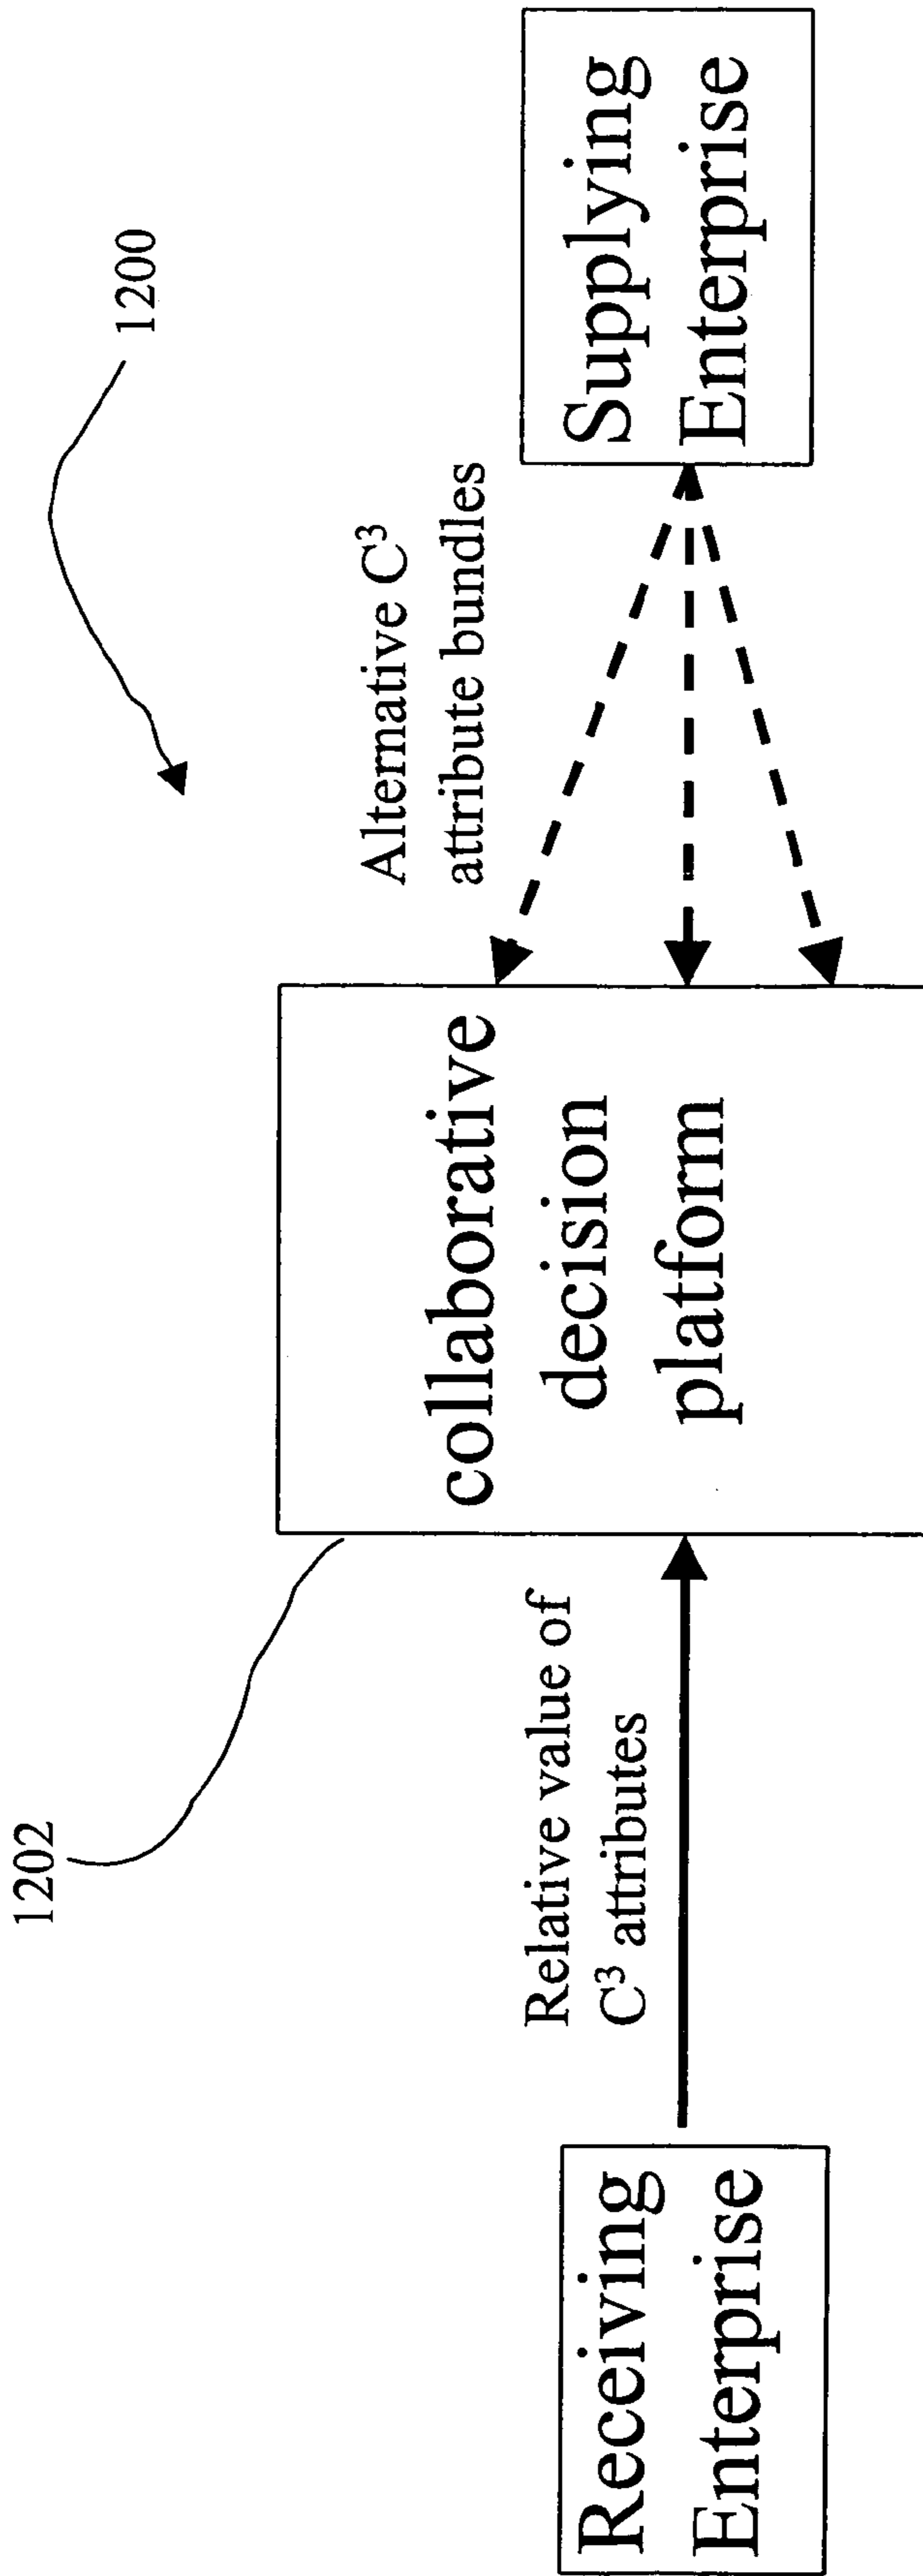 1200
1202
Receiving
Enterprise
Relative value of
C³ attributes
collaborative
decision
platform
Alternative C³
attribute bundles
Supplying
Enterprise